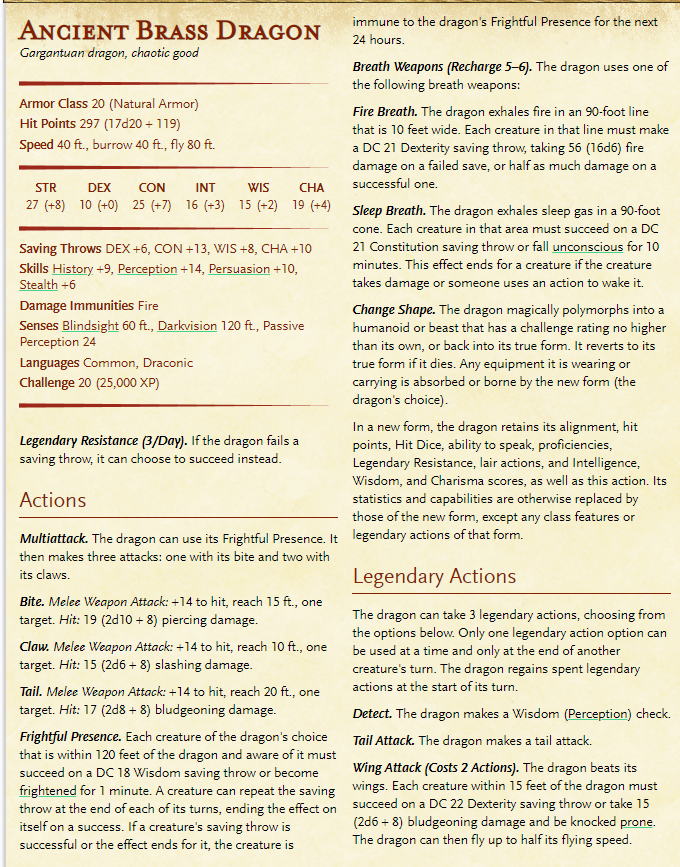 Ancient Brass Dragon
Gargantuan dragon, chaotic good
Armor Class 20 (Natural Armor)
Hit Points 297 (17d20 + 119)
Speed 40 ft., burrow 40 ft., fly 80 ft.
STR DEX CON INT WIS CHA
27 (+8) 10 (+0) 25 (+7) 16 (+3) 15 (+2) 19 (+4)
Saving Throws DEX +6, CON +13, WIS +8, CHA +10
Skills History +9, Perception +14, Persuasion +10,
Stealth +6
Damage Immunities Fire
Senses Blindsight 60 ft., Darkvision 120 ft., Passive
Perception 24
Languages Common, Draconic
Challenge 20 (25,000 XP)
Legendary Resistance (3/Day). If the dragon fails a
saving throw, it can choose to succeed instead.
Actions
Multiattack. The dragon can use its Frightful Presence. It
then makes three attacks: one with its bite and two with
its claws.
Bite. Melee Weapon Attack: +14 to hit, reach 15 ft., one
target. Hit: 19 (2d10 + 8) piercing damage.
Claw. Melee Weapon Attack: +14 to hit, reach 10 ft., one
target. Hit: 15 (2d6 + 8) slashing damage.
Tail. Melee Weapon Attack: +14 to hit, reach 20 ft., one
target. Hit: 17 (2d8 + 8) bludgeoning damage.
Frightful Presence. Each creature of the dragon's choice
that is within 120 feet of the dragon and aware of it must
succeed on a DC 18 Wisdom saving throw or become
frightened for 1 minute. A creature can repeat the saving
throw at the end of each of its turns, ending the effect on
itself on a success. If a creature's saving throw is
successful or the effect ends for it, the creature is
immune to the dragon's Frightful Presence for the next
24 hours.
Breath Weapons (Recharge 5–6). The dragon uses one of
the following breath weapons:
Fire Breath. The dragon exhales fire in an 90-foot line
that is 10 feet wide. Each creature in that line must make
a DC 21 Dexterity saving throw, taking 56 (16d6) fire
damage on a failed save, or half as much damage on a
successful one.
Sleep Breath. The dragon exhales sleep gas in a 90-foot
cone. Each creature in that area must succeed on a DC
21 Constitution saving throw or fall unconscious for 10
minutes. This effect ends for a creature if the creature
takes damage or someone uses an action to wake it.
Change Shape. The dragon magically polymorphs into a
humanoid or beast that has a challenge rating no higher
than its own, or back into its true form. It reverts to its
true form if it dies. Any equipment it is wearing or
carrying is absorbed or borne by the new form (the
dragon's choice).
In a new form, the dragon retains its alignment, hit
points, Hit Dice, ability to speak, proficiencies,
Legendary Resistance, lair actions, and Intelligence,
Wisdom, and Charisma scores, as well as this action. Its
statistics and capabilities are otherwise replaced by
those of the new form, except any class features or
legendary actions of that form.
Legendary Actions
The dragon can take 3 legendary actions, choosing from
the options below. Only one legendary action option can
be used at a time and only at the end of another
creature's turn. The dragon regains spent legendary
actions at the start of its turn.
Detect. The dragon makes a Wisdom (Perception) check.
Tail Attack. The dragon makes a tail attack.
Wing Attack (Costs 2 Actions). The dragon beats its
wings. Each creature within 15 feet of the dragon must
succeed on a DC 22 Dexterity saving throw or take 15
(2d6 + 8) bludgeoning damage and be knocked prone.
The dragon can then fly up to half its flying speed.